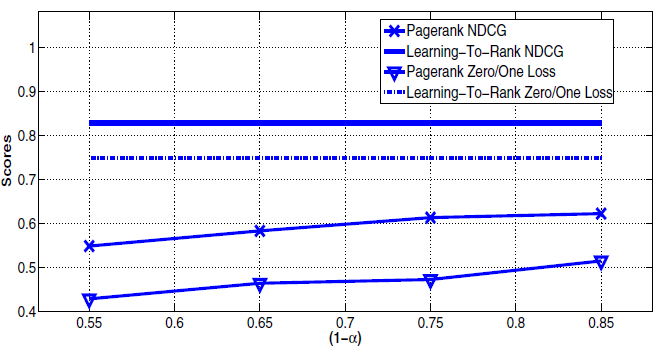 Pagerank NDCG
Learning-To-Rank NDCG
Pagerank Zero/One Loss
Learning-To-Rank Zero/One Loss
Scores
1
0.9
0.8
0.7
0.6
0.5
0.4
0.55 0.6 0.65 0.7 0.75 0.8 0.85
(1-α)